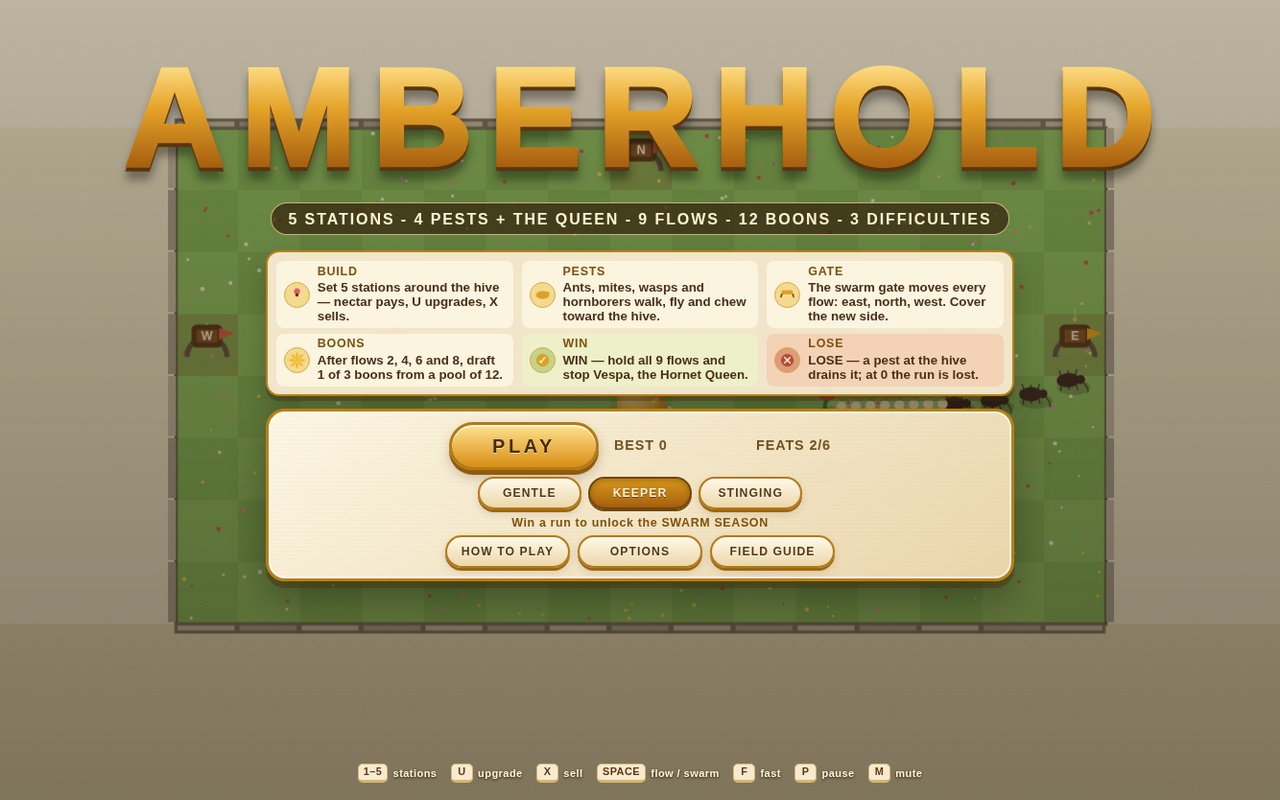 AMBERHOLD
N
5 STATIONS - 4 PESTS + THE QUEEN - 9 FLOWS - 12 BOONS - 3 DIFFICULTIES
BUILD
Set 5 stations around the hive
— nectar pays, U upgrades, X
sells.
PESTS
Ants, mites, wasps and
hornborers walk, fly and chew
toward the hive.
GATE
The swarm gate moves every
flow: east, north, west. Cover
the new side.
W
E
BOONS
After flows 2, 4, 6 and 8, draft
1 of 3 boons from a pool of 12.
WIN
WIN — hold all 9 flows and
stop Vespa, the Hornet Queen.
LOSE
LOSE — a pest at the hive
drains it; at 0 the run is lost.
PLAY BEST 0 FEATS 2/6
GENTLE KEEPER STINGING
Win a run to unlock the SWARM SEASON
HOW TO PLAY OPTIONS FIELD GUIDE
1–5 stations U upgrade X sell SPACE flow / swarm F fast P pause M mute